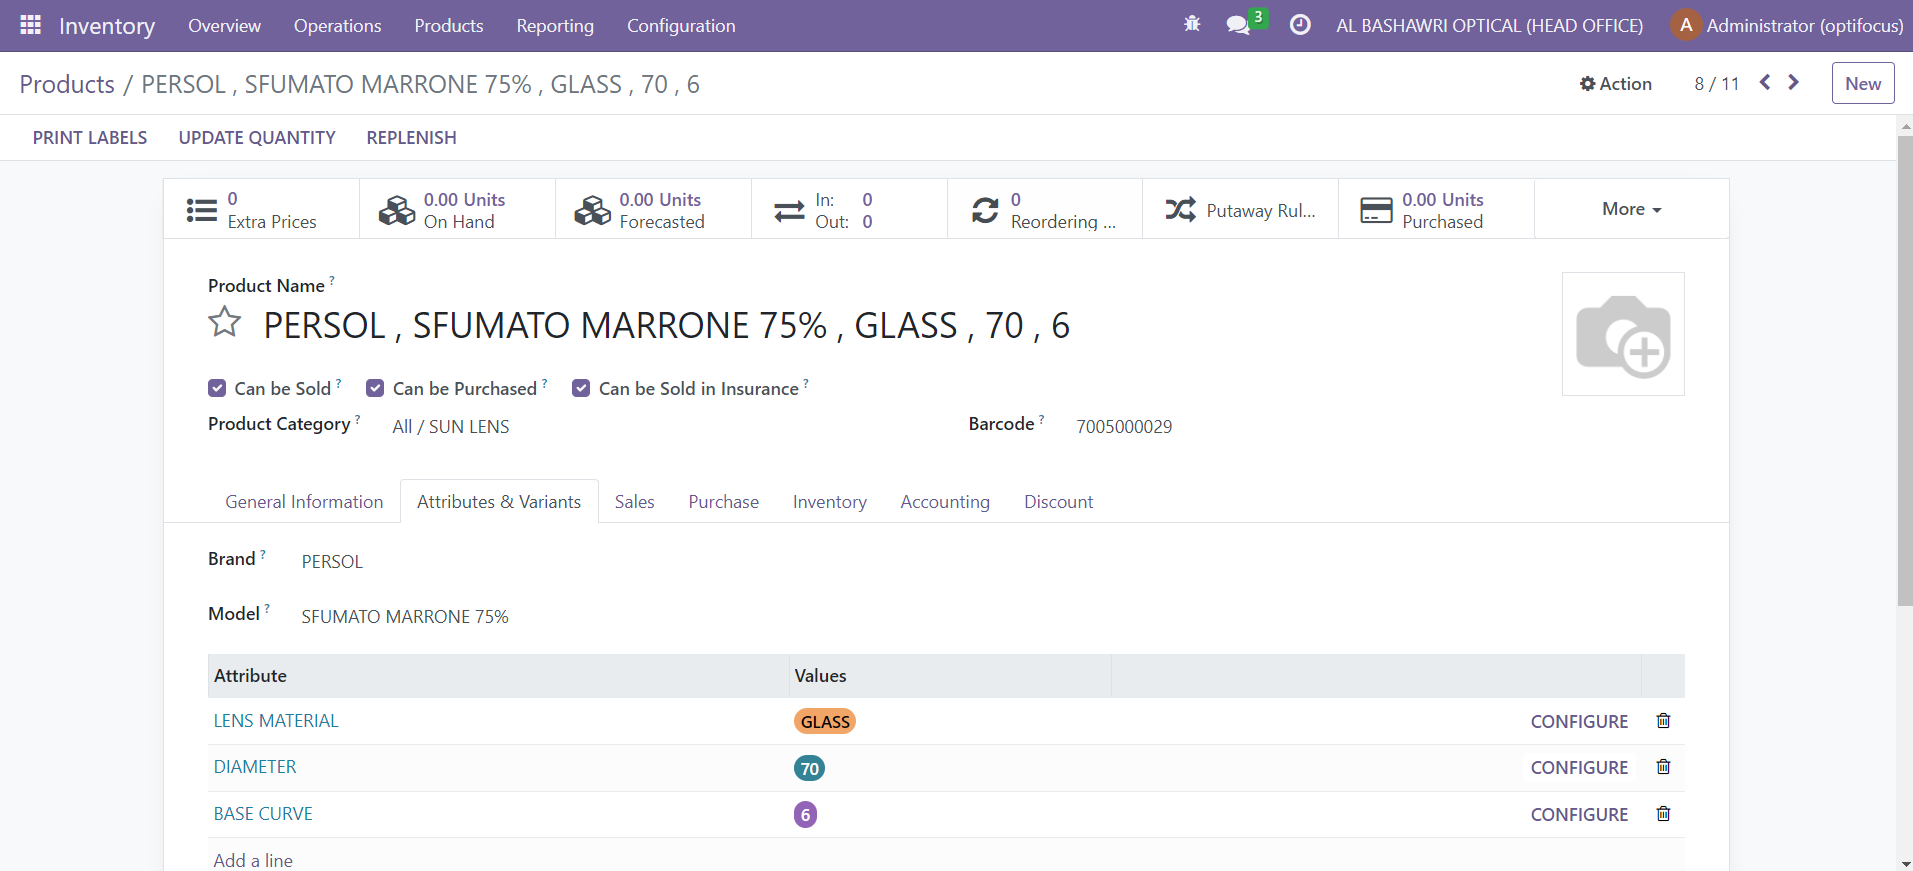 Inventory Overview Operations Products Reporting Configuration 3 AL BASHAWRI OPTICAL (HEAD OFFICE) A Administrator (optifocus)
Products / PERSOL , SFUMATO MARRONE 75% , GLASS , 70 , 6 Action 8 / 11 New
PRINT LABELS UPDATE QUANTITY REPLENISH
0 Extra Prices
0.00 Units On Hand
0.00 Units Forecasted
In: 0
Out: 0
0 Reordering ...
Putaway Rul...
0.00 Units Purchased
More
Product Name ?
PERSOL , SFUMATO MARRONE 75% , GLASS , 70 , 6
Can be Sold ? Can be Purchased ? Can be Sold in Insurance ?
Product Category ? All / SUN LENS Barcode ? 7005000029
General Information Attributes & Variants Sales Purchase Inventory Accounting Discount
Brand ? PERSOL
Model ? SFUMATO MARRONE 75%
Attribute Values
LENS MATERIAL GLASS CONFIGURE
DIAMETER 70 CONFIGURE
BASE CURVE 6 CONFIGURE
Add a line